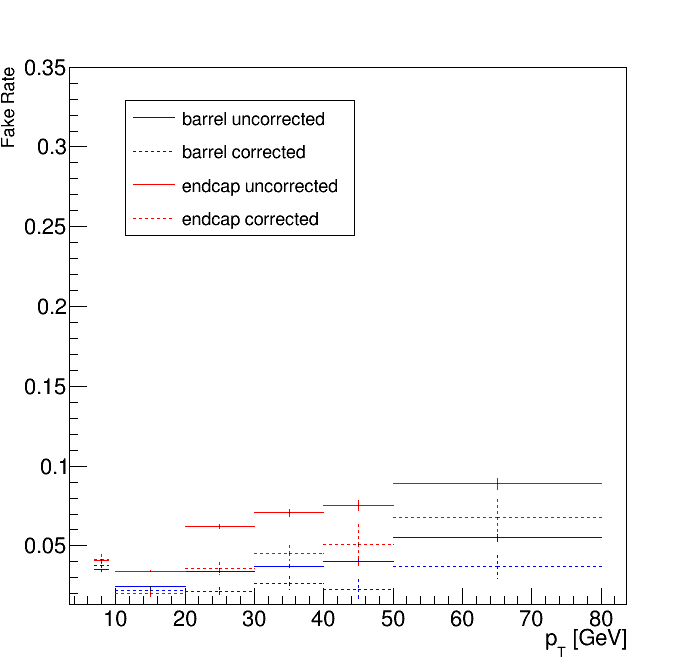 Fake Rate
0.35
0.3
0.25
0.2
0.15
0.1
0.05
barrel uncorrected
barrel corrected
endcap uncorrected
endcap corrected
10 20 30 40 50 60 70 80
p_T [GeV]